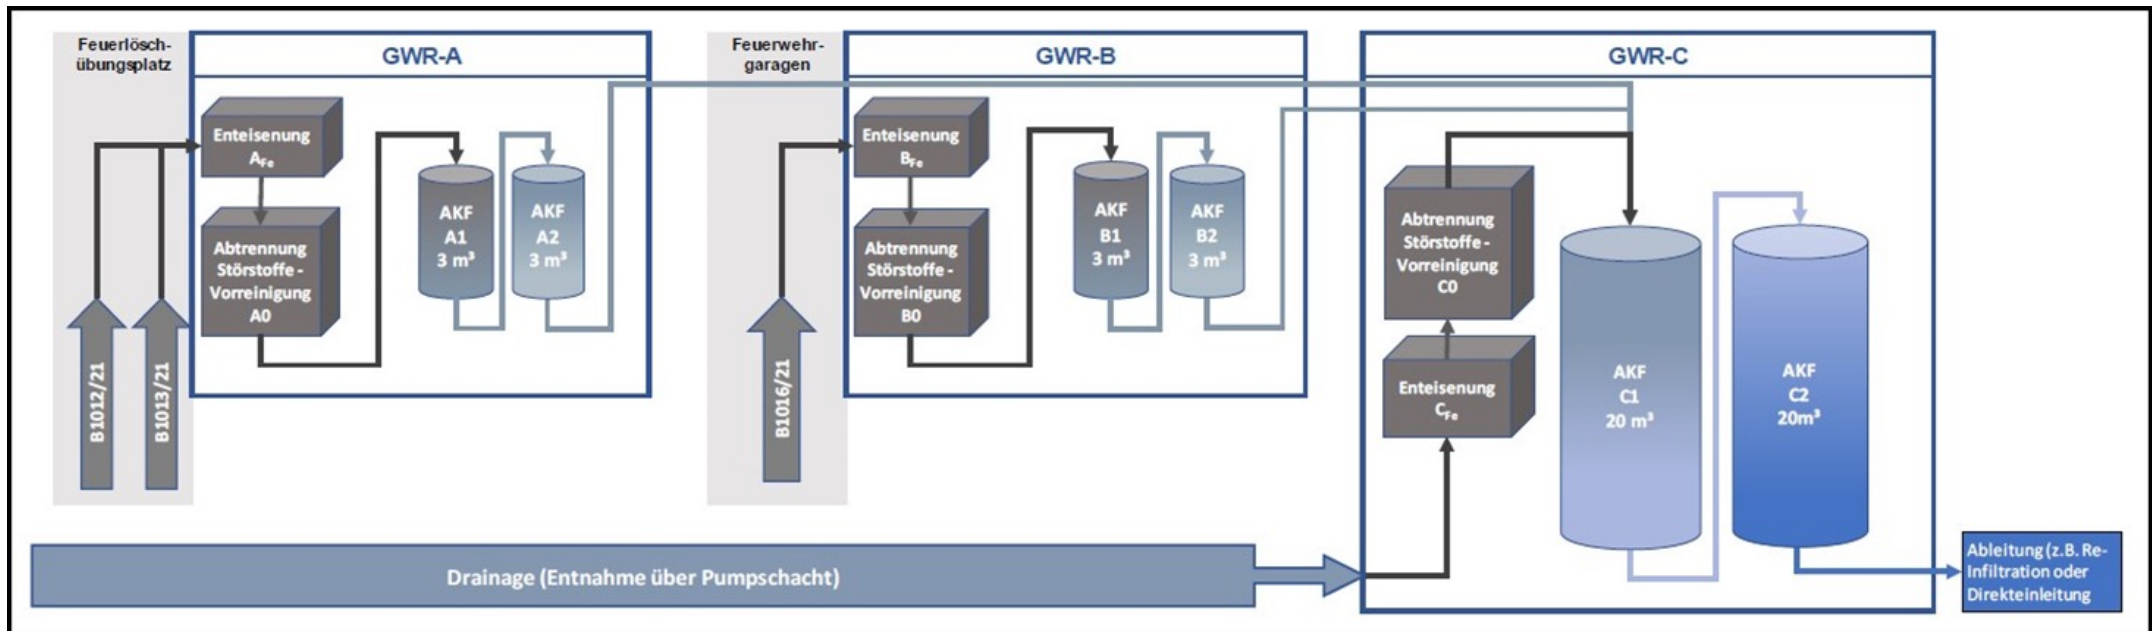 Feuerlösch-
übungsplatz
GWR-A
Enteisenung
AFe
Abtrennung
Störstoffe -
Vorreinigung
A0
AKF
A1
3 m³
AKF
A2
3 m³
B1012/21
B1013/21
Feuerwehr-
garagen
GWR-B
Enteisenung
BFe
Abtrennung
Störstoffe -
Vorreinigung
B0
AKF
B1
3 m³
AKF
B2
3 m³
B1016/21
GWR-C
Abtrennung
Störstoffe -
Vorreinigung
C0
Enteisenung
CFe
AKF
C1
20 m³
AKF
C2
20m³
Drainage (Entnahme über Pumpschacht)
Ableitung (z.B. Re-
Infiltration oder
Direkteinleitung